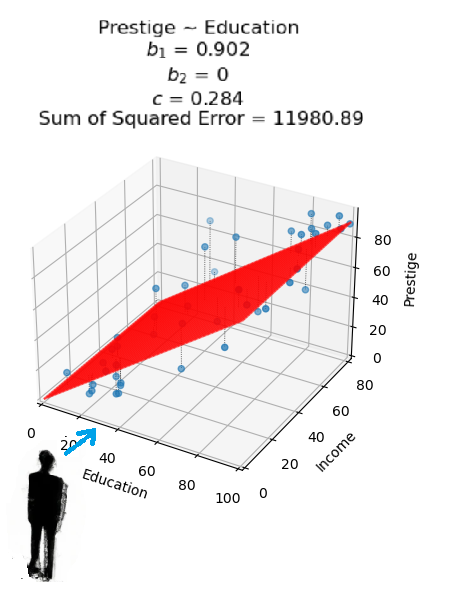 Prestige ~ Education
b₁ = 0.902
b₂ = 0
c = 0.284
Sum of Squared Error = 11980.89
80
60
40
20
0
Prestige
80
60
40
20
0
Income
0
20
40
60
80
100
Education